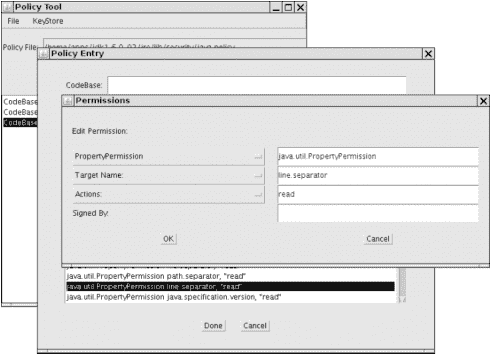 Policy Tool
File KeyStore
Policy File:
Policy Entry
CodeBase:
CodeBase
CodeBase
CodeBase
Permissions
Edit Permission:
PropertyPermission java.util.PropertyPermission
Target Name: line.separator
Actions: read
Signed By:
OK Cancel
java.util.PropertyPermission path.separator, "read"
java.util.PropertyPermission line.separator, "read"
java.util.PropertyPermission java.specification.version, "read"
Done Cancel